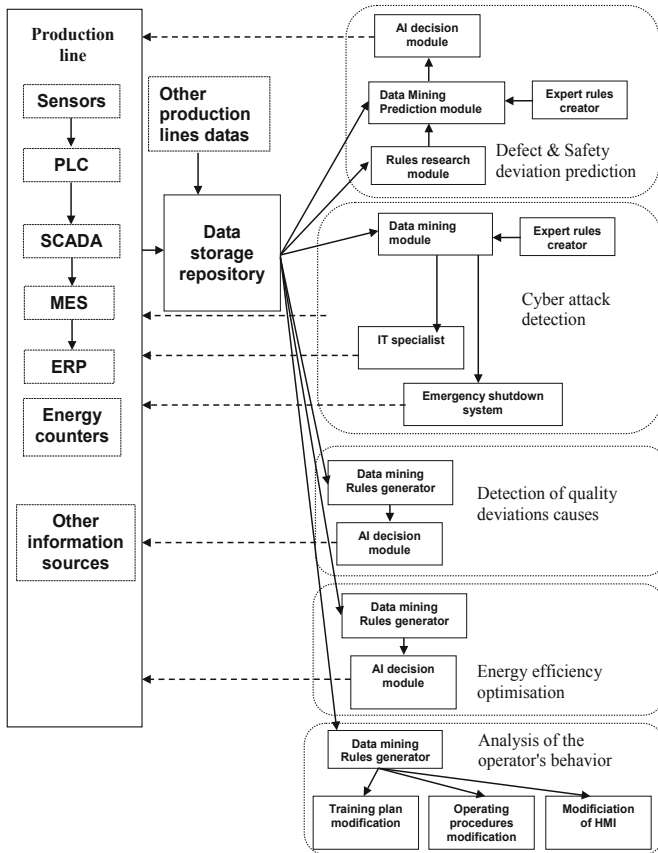 Production
line
Sensors
PLC
SCADA
MES
ERP
Energy
counters
Other
information
sources
Other
production
lines datas
Data
storage
repository
AI decision
module
Data Mining
Prediction module
Expert rules
creator
Rules research
module
Defect & Safety
deviation prediction
Data mining
module
Expert rules
creator
Cyber attack
detection
IT specialist
Emergency shutdown
system
Data mining
Rules generator
Detection of quality
deviations causes
AI decision
module
Data mining
Rules generator
AI decision
module
Energy efficiency
optimisation
Data mining
Rules generator
Analysis of the
operator's behavior
Training plan
modification
Operating
procedures
modification
Modificiation
of HMI